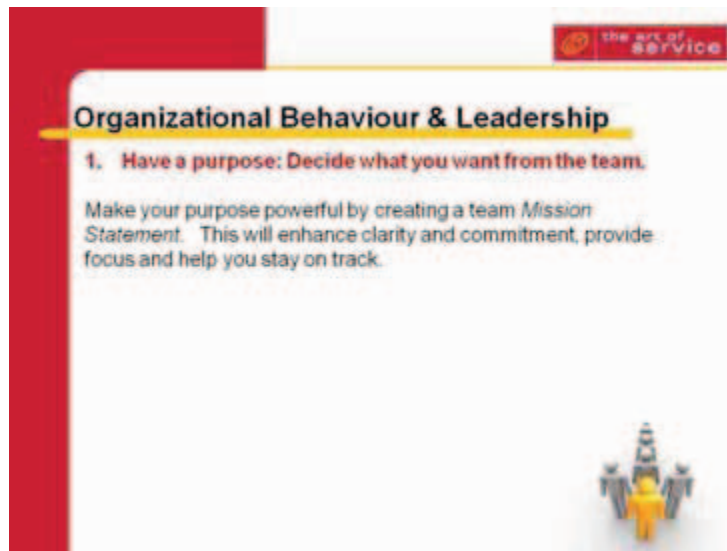 the art of
service
Organizational Behaviour & Leadership
1. Have a purpose: Decide what you want from the team.
Make your purpose powerful by creating a team Mission
Statement. This will enhance clarity and commitment, provide
focus and help you stay on track.